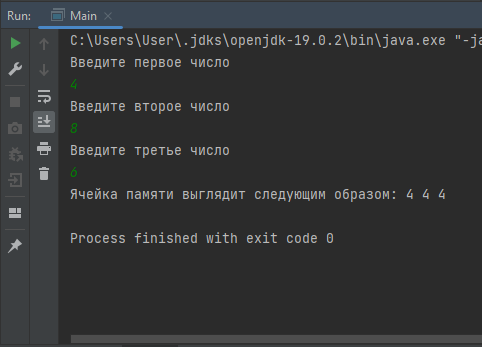 Run: Main
C:\Users\User\.jdks\openjdk-19.0.2\bin\java.exe "-ja
Введите первое число
4
Введите второе число
8
Введите третье число
6
Ячейка памяти выглядит следующим образом: 4 4 4
Process finished with exit code 0